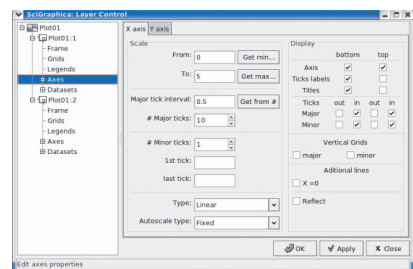 SciGraphica: Layer Control
Plot01
Plot01:1
Frame
Grids
Legends
Axes
Datasets
Plot01:2
Frame
Grids
Legends
Axes
Datasets
X axis Y axis
Scale
From: 0 Get min...
To: 5 Get max...
Major tick interval: 0.5 Get from #
# Major ticks: 10
# Minor ticks: 1
1st tick:
last tick:
Type: Linear
Autoscale type: Fixed
Display
bottom top
Axis
Ticks labels
Titles
Ticks out in out in
Major
Minor
Vertical Grids
major minor
Aditional lines
X =0
Reflect
OK Apply Close
Edit axes properties